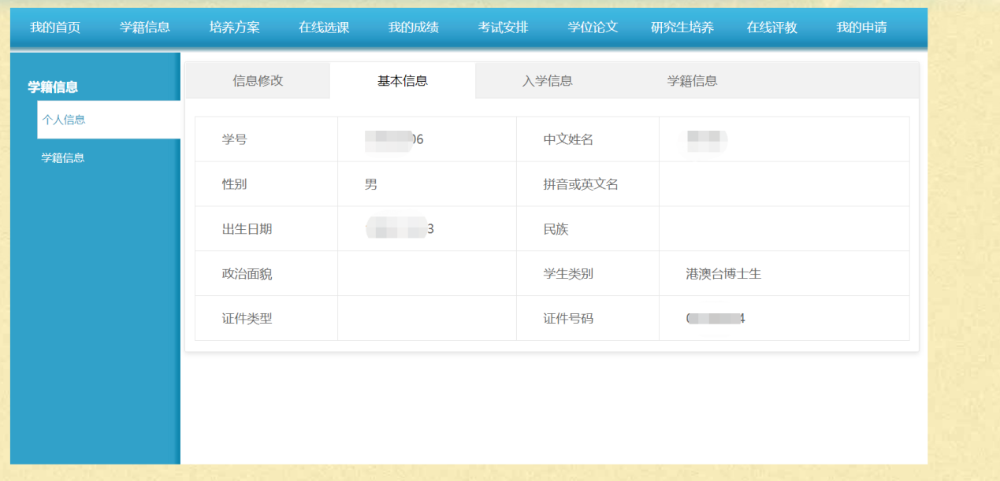 我的首页 学籍信息 培养方案 在线选课 我的成绩 考试安排 学位论文 研究生培养 在线评教 我的申请
学籍信息
个人信息
学籍信息
信息修改 基本信息 入学信息 学籍信息
学号 06 中文姓名
性别 男 拼音或英文名
出生日期 3 民族
政治面貌 学生类别 港澳台博士生
证件类型 证件号码 4